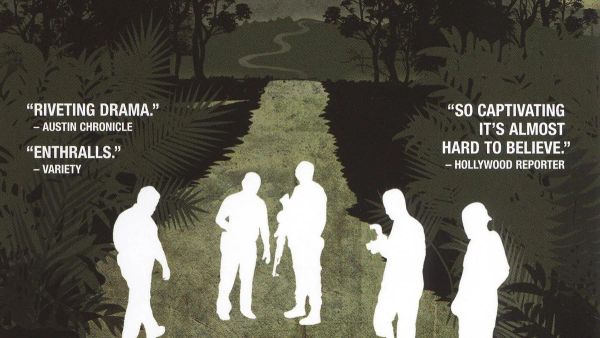 “RIVETING DRAMA.”
– AUSTIN CHRONICLE
“ENTHRALLS.”
– VARIETY
“SO CAPTIVATING
IT’S ALMOST
HARD TO BELIEVE.”
– HOLLYWOOD REPORTER